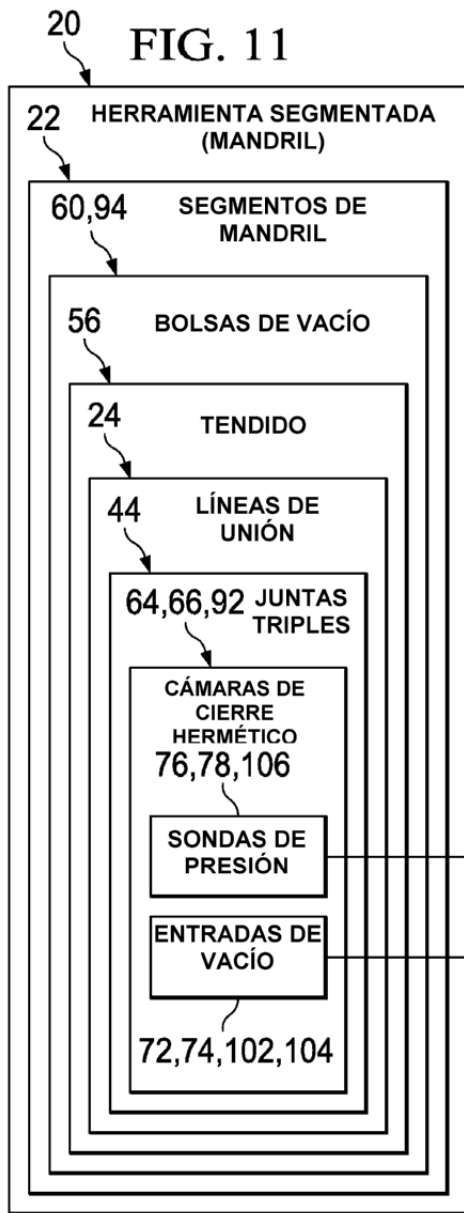 20
FIG. 11
22
HERRAMIENTA SEGMENTADA
(MANDRIL)
60,94
SEGMENTOS DE
MANDRIL
56
BOLSAS DE VACÍO
24
TENDIDO
44
LÍNEAS DE
UNIÓN
64,66,92
JUNTAS
TRIPLES
CÁMARAS DE
CIERRE
HERMÉTICO
76,78,106
SONDAS DE
PRESIÓN
ENTRADAS DE
VACÍO
72,74,102,104